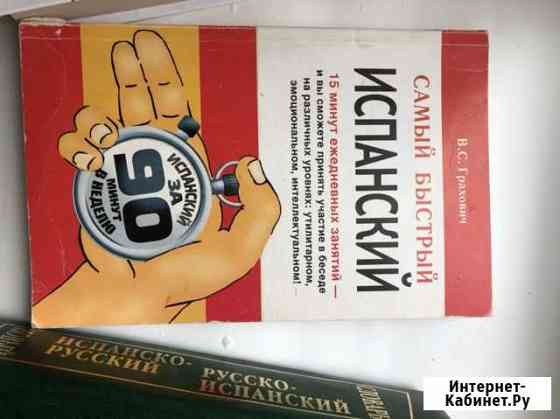 В.С. Грахович
САМЫЙ БЫСТРЫЙ
ИСПАНСКИЙ
15 минут ежедневных занятий —
и вы сможете принять участие в беседе
на различных уровнях: утилитарном,
эмоциональном, интеллектуальном!
ИСПАНСКИЙ ЗА
90
МИНУТ
В НЕДЕЛЮ
ИСПАНСКО-
РУССКИЙ
РУССКО-
ИСПАНСКИЙ
Интернет-
Кабинет.Ру